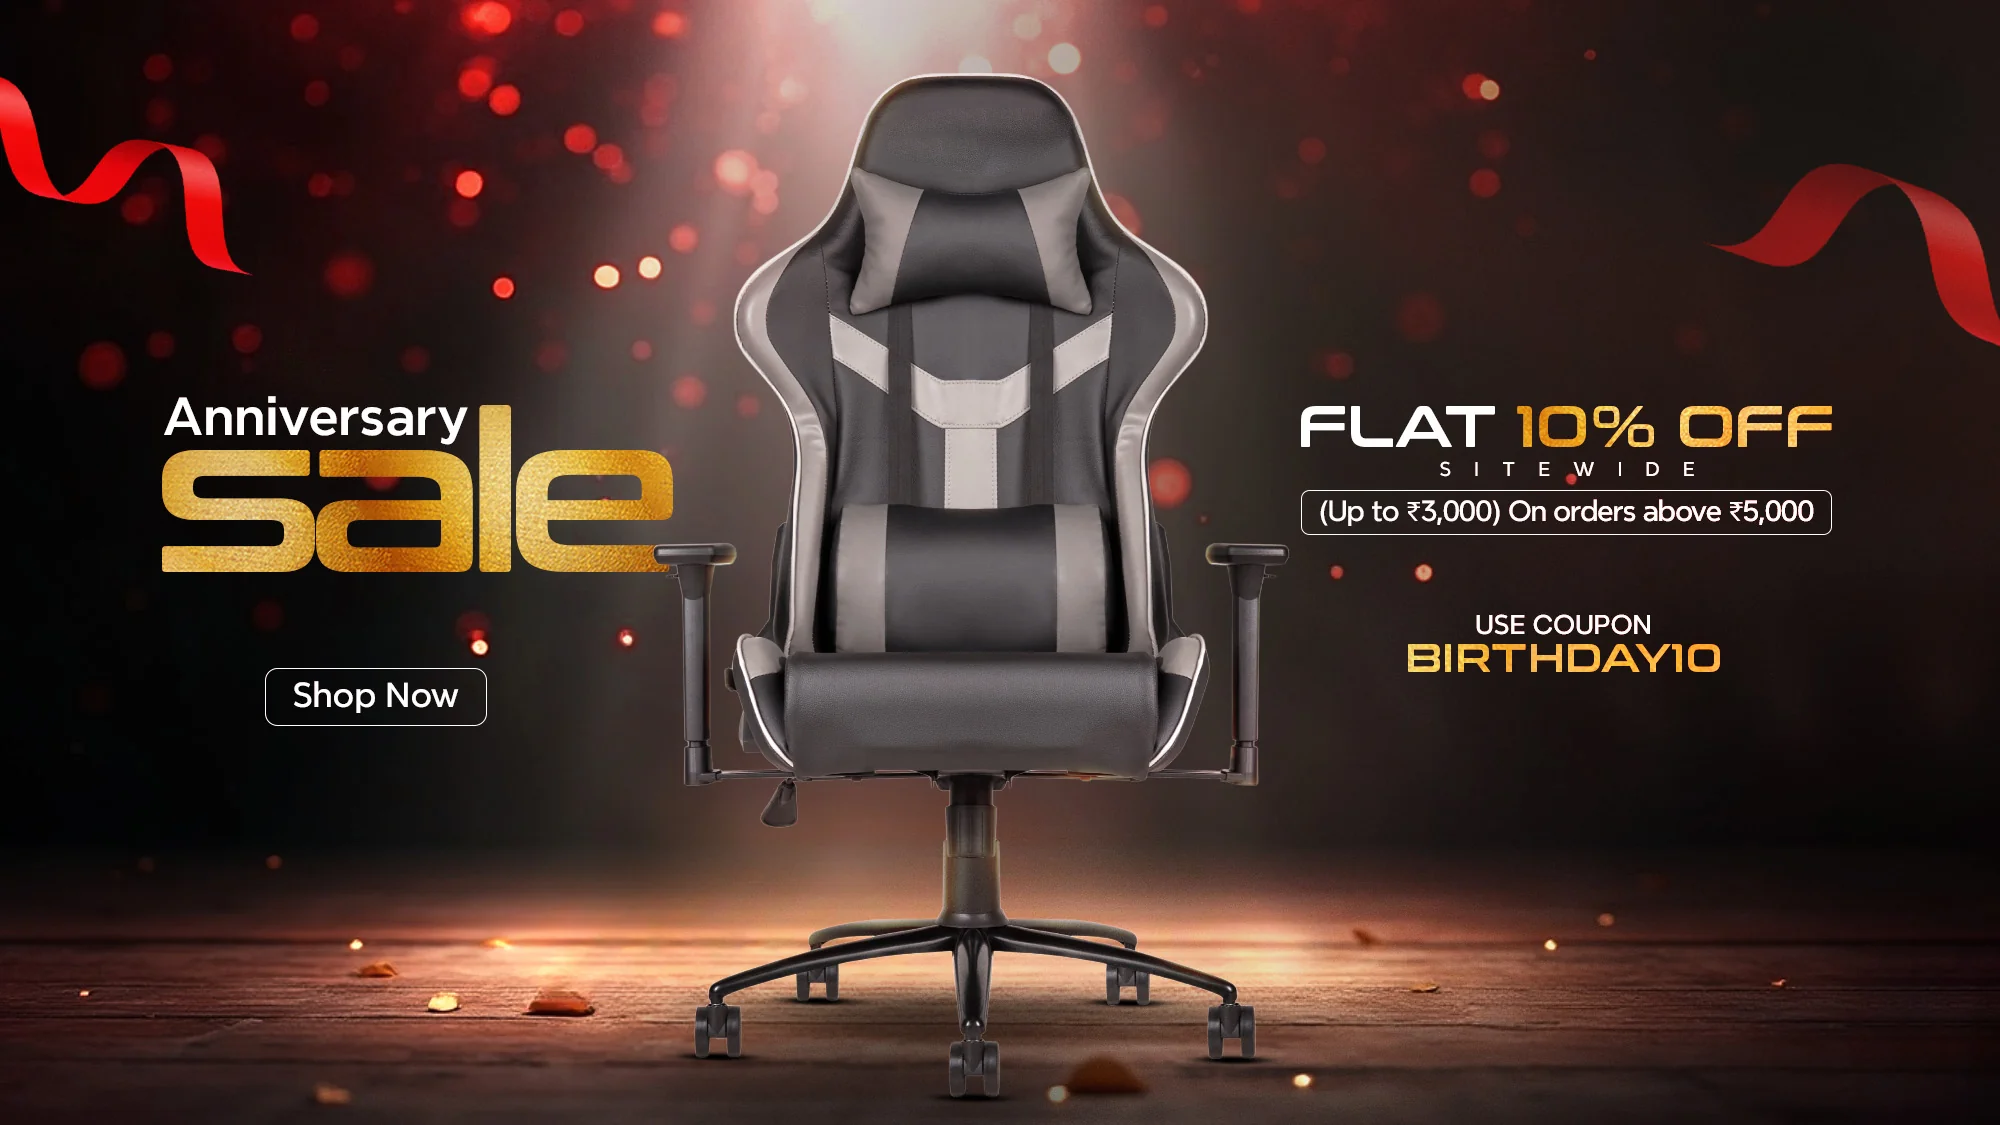 Anniversary
sale
Shop Now
FLAT 10% OFF
SITEWIDE
(Up to ₹3,000) On orders above ₹5,000
USE COUPON
BIRTHDAY10